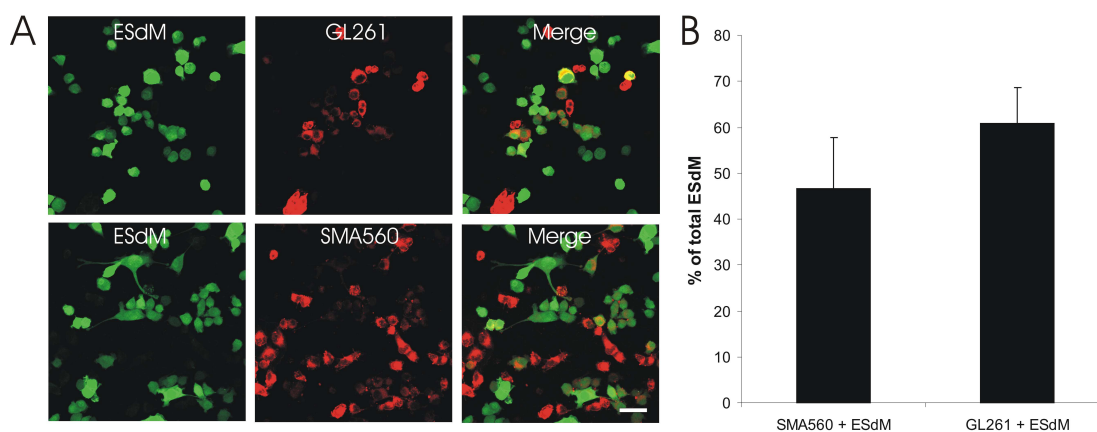 A
ESdM GL261 Merge
ESdM SMA560 Merge
B
80
70
60
50
40
30
20
10
0
% of total ESdM
SMA560 + ESdM GL261 + ESdM